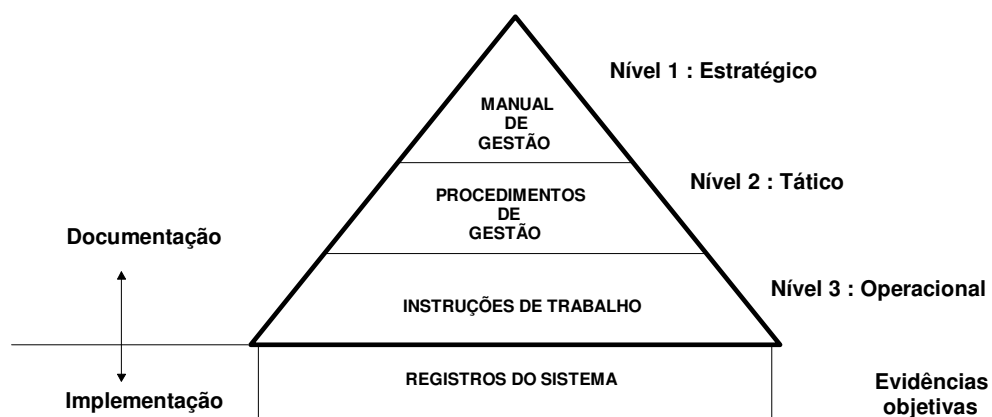 Nível 1 : Estratégico
MANUAL
DE
GESTÃO
Nível 2 : Tático
PROCEDIMENTOS
DE
GESTÃO
Documentação
Nível 3 : Operacional
INSTRUÇÕES DE TRABALHO
REGISTROS DO SISTEMA
Implementação
Evidências
objetivas